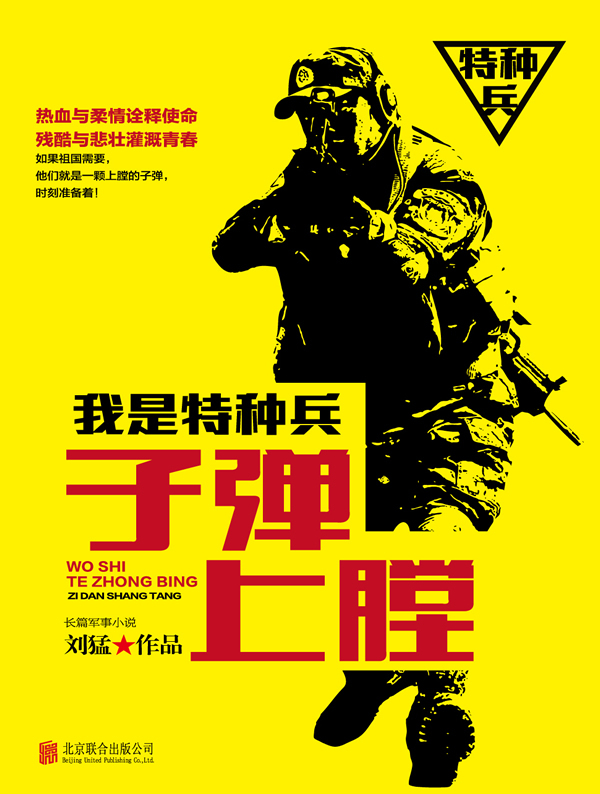 特种
兵
热血与柔情诠释使命
残酷与悲壮灌溉青春
如果祖国需要，
他们就是一颗上膛的子弹，
时刻准备着！
我是特种兵
子弹
上膛
WO SHI
TE ZHONG BING
ZI DAN SHANG TANG
长篇军事小说
刘猛★作品
北京联合出版公司
Beijing United Publishing Co.,Ltd.